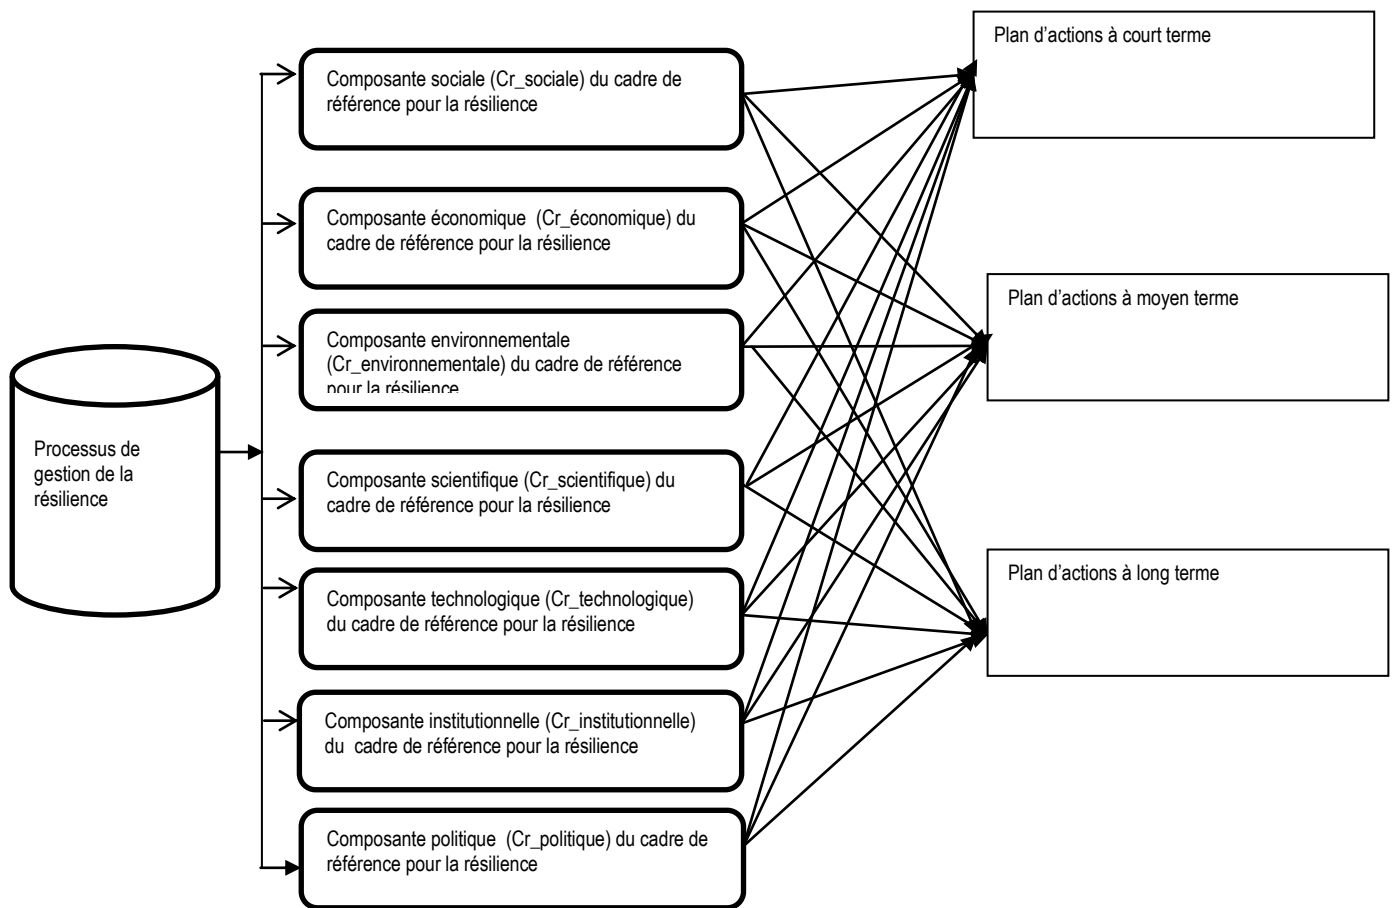 Plan d'actions à court terme
Composante sociale (Cr_sociale) du cadre de
référence pour la résilience
Composante économique  (Cr_économique) du
cadre de référence pour la résilience
Plan d'actions à moyen terme
Composante environnementale
(Cr_environnementale) du cadre de référence
pour la résilience
Processus de
gestion de la
résilience
Composante scientifique (Cr_scientifique) du
cadre de référence pour la résilience
Plan d'actions à long terme
Composante technologique (Cr_technologique)
du cadre de référence pour la résilience
Composante institutionnelle (Cr_institutionnelle)
du  cadre de référence pour la résilience
Composante politique  (Cr_politique) du cadre de
référence pour la résilience